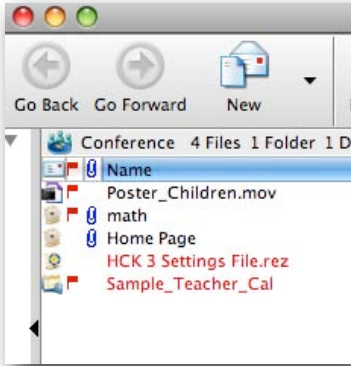 Go Back Go Forward New
Conference 4 Files 1 Folder 1 D
Name
Poster_Children.mov
math
Home Page
HCK 3 Settings File.rez
Sample_Teacher_Cal